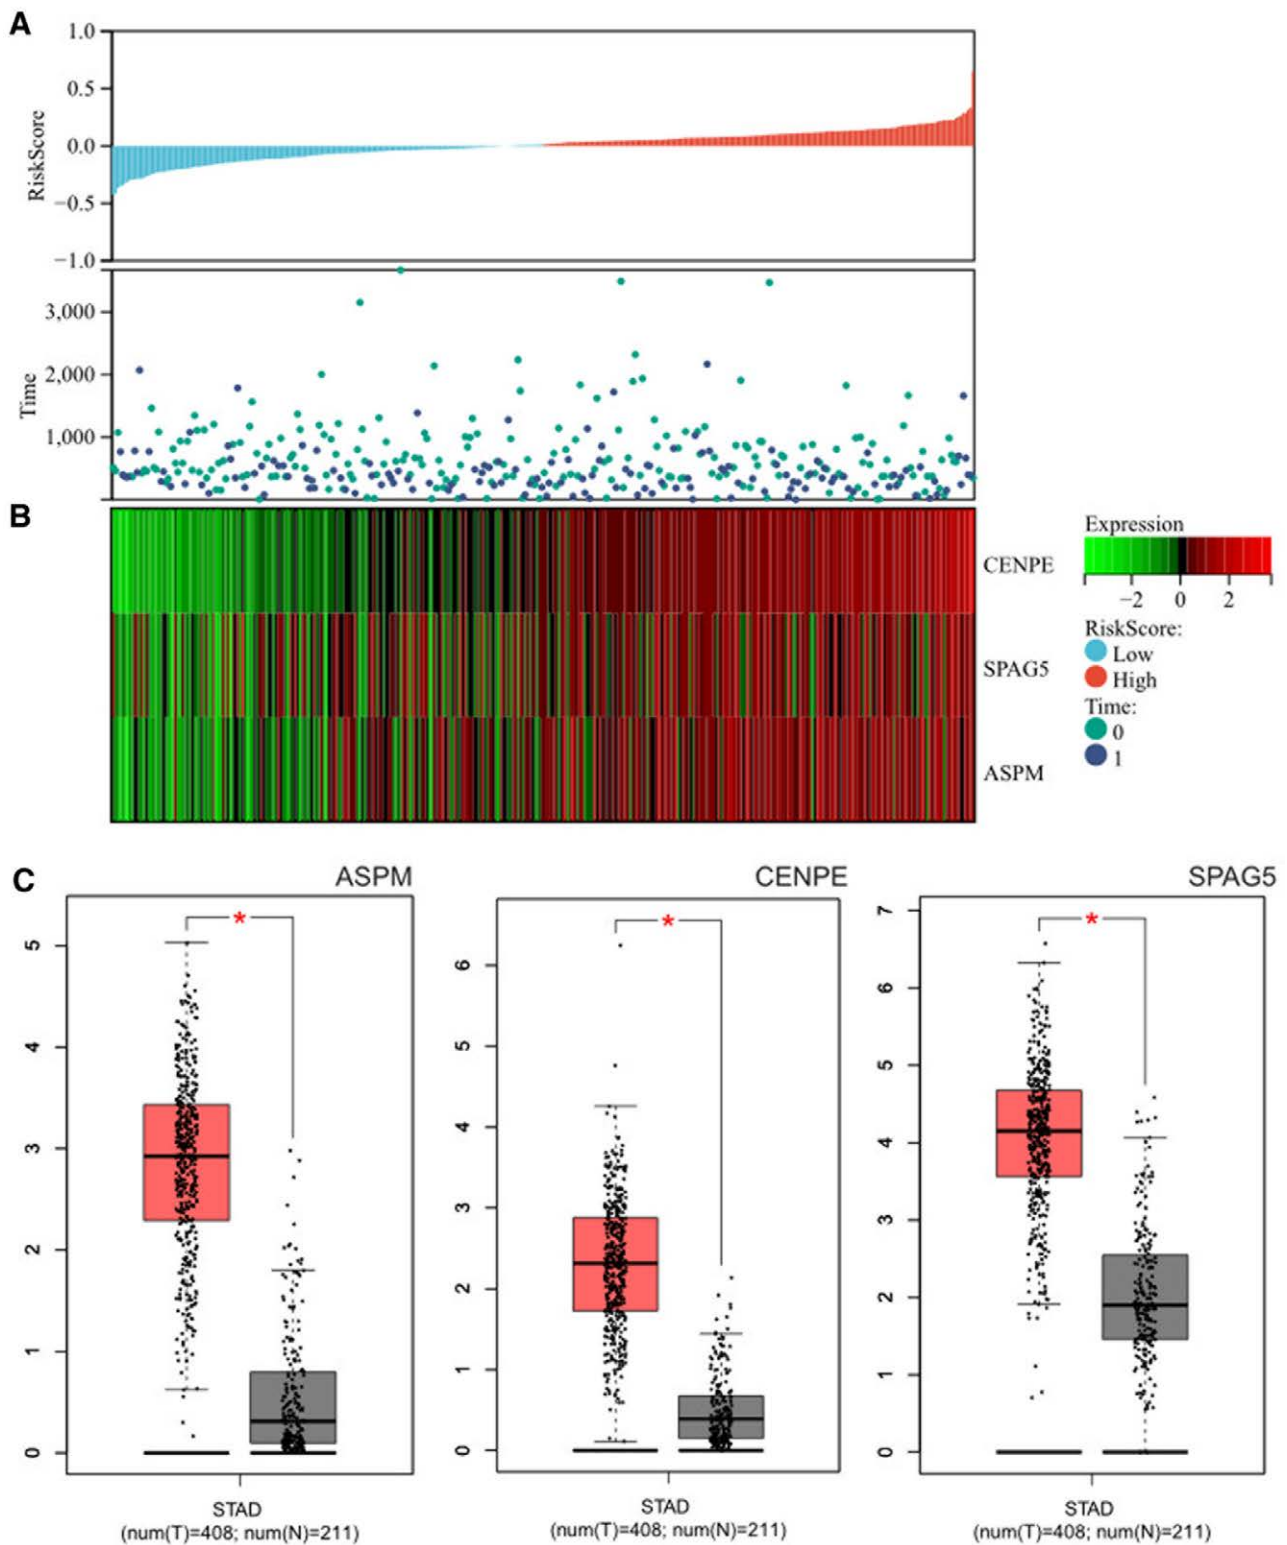 A
1.0
0.5
0.0
−0.5
−1.0
RiskScore
3,000
2,000
1,000
Time
B
CENPE
SPAG5
ASPM
Expression
−2 0 2
RiskScore:
Low
High
Time:
0
1
C
ASPM
5
4
3
2
1
0
*
STAD
(num(T)=408; num(N)=211)
CENPE
6
5
4
3
2
1
0
*
STAD
(num(T)=408; num(N)=211)
SPAG5
7
6
5
4
3
2
1
0
*
STAD
(num(T)=408; num(N)=211)